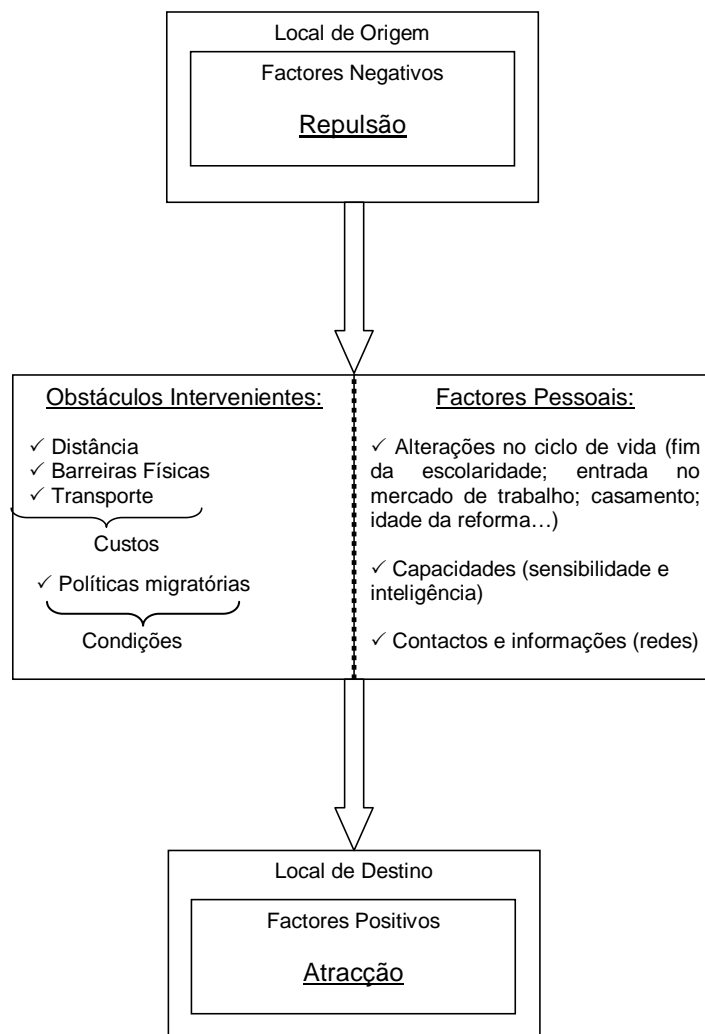 Local de Origem
Factores Negativos
Repulsão
Obstáculos Intervenientes:
✓ Distância
✓ Barreiras Físicas
✓ Transporte
Custos
✓ Políticas migratórias
Condições
Factores Pessoais:
✓ Alterações no ciclo de vida (fim
da escolaridade; entrada no
mercado de trabalho; casamento;
idade da reforma…)
✓ Capacidades (sensibilidade e
inteligência)
✓ Contactos e informações (redes)
Local de Destino
Factores Positivos
Atracção